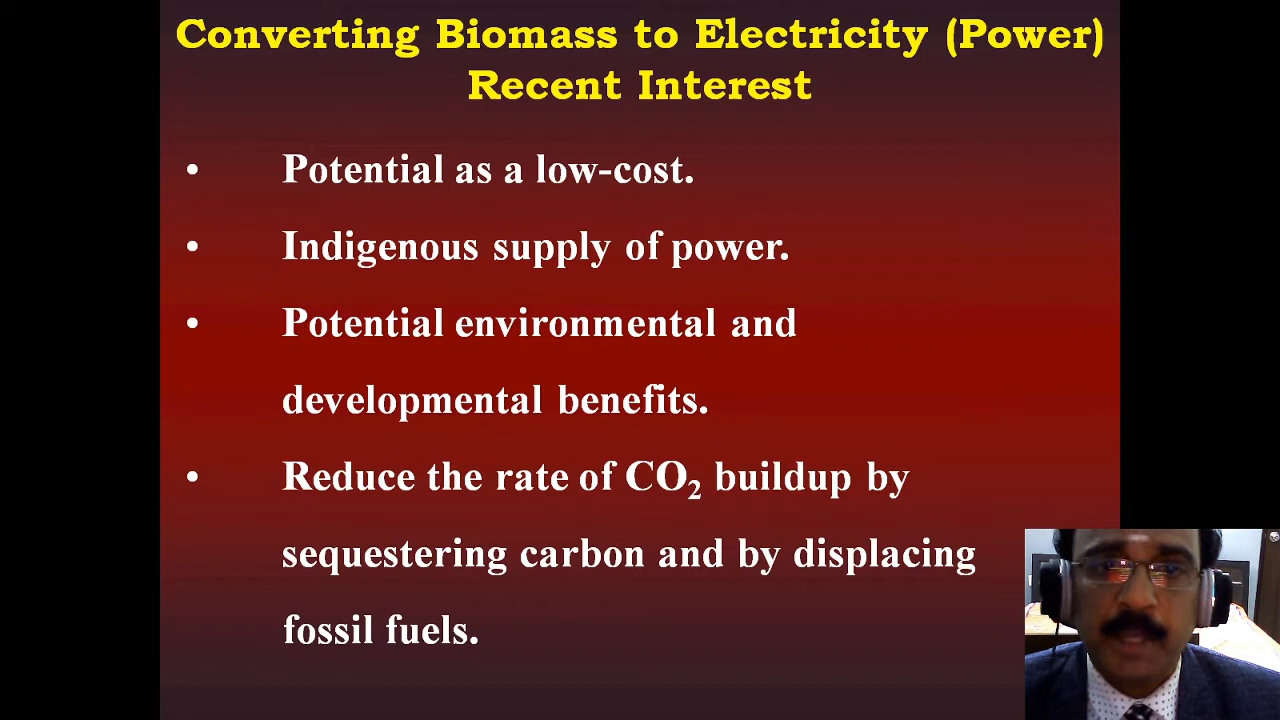 Converting Biomass to Electricity (Power)
Recent Interest
• Potential as a low-cost.
• Indigenous supply of power.
• Potential environmental and
developmental benefits.
• Reduce the rate of CO₂ buildup by
sequestering carbon and by displacing
fossil fuels.